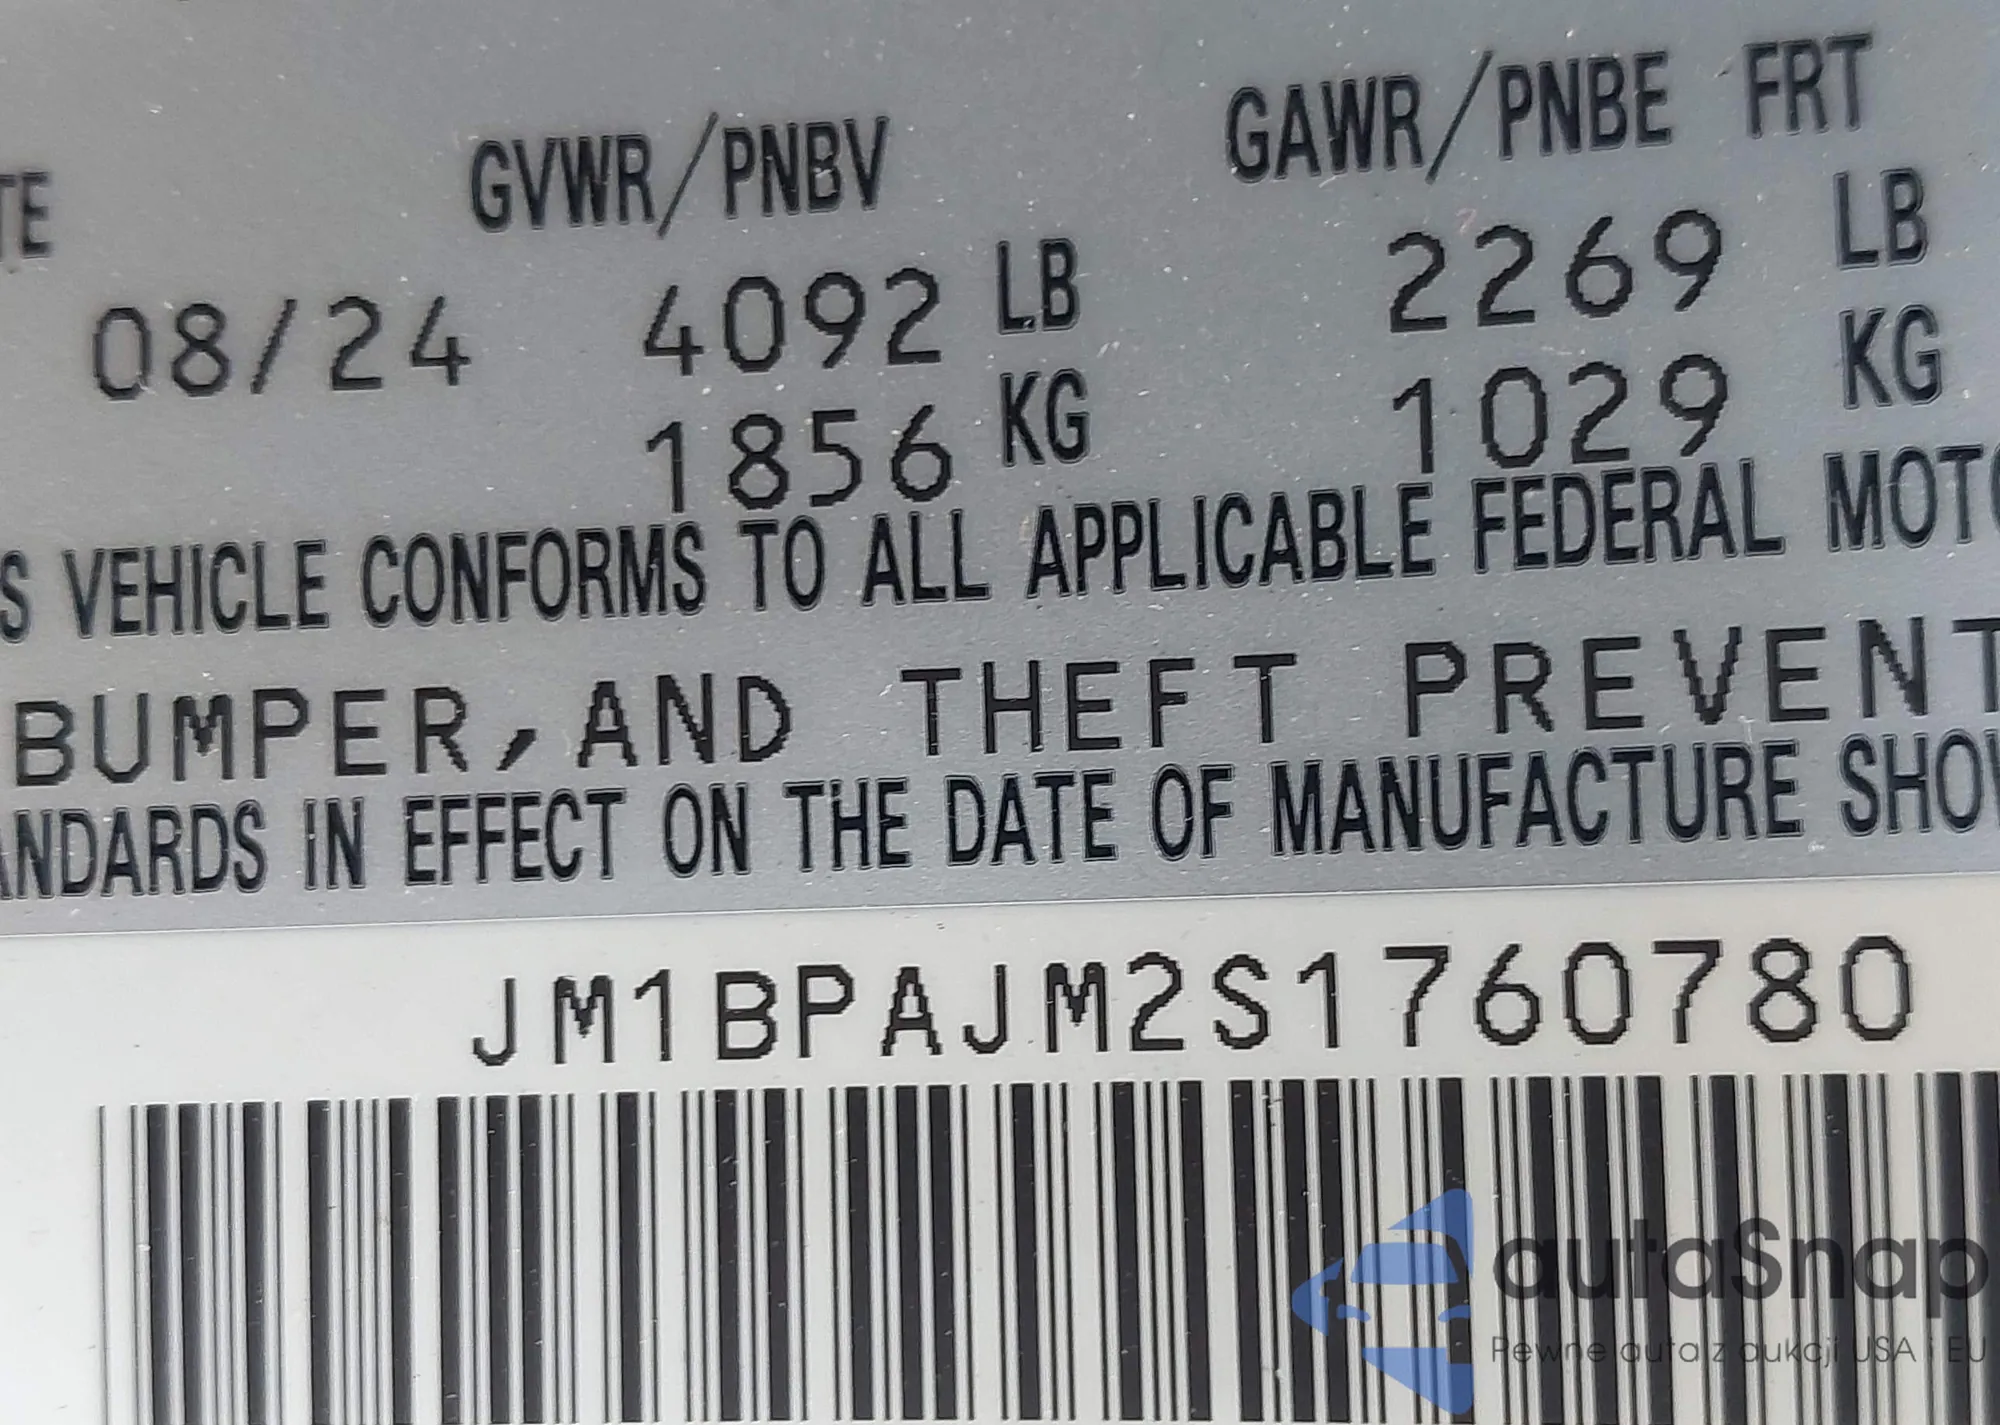 TE GVWR/PNBV GAWR/PNBE FRT
08/24 4092 LB 2269 LB
1856 KG 1029 KG
S VEHICLE CONFORMS TO ALL APPLICABLE FEDERAL MOTO
BUMPER, AND THEFT PREVENT
ANDARDS IN EFFECT ON THE DATE OF MANUFACTURE SHOW
JM1BPAJM2S1760780
autaSnap
Pewne auta z aukcji USA i EU